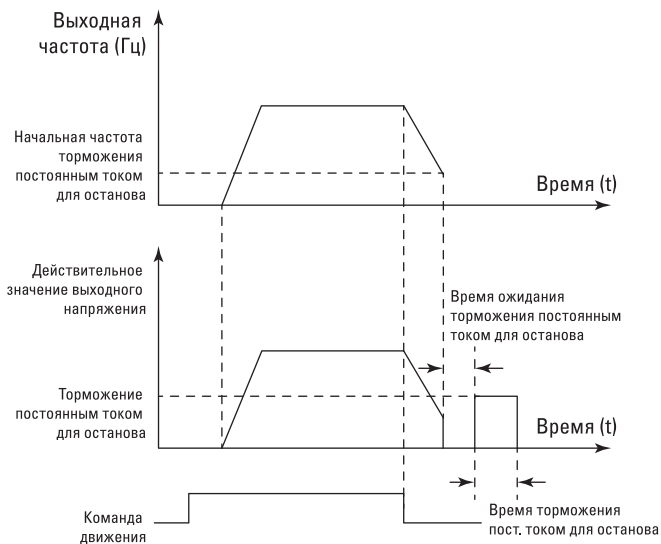 Выходная
частота (Гц)
Начальная частота
торможения
постоянным током
для останова
Время (t)
Действительное
значение выходного
напряжения
Время ожидания
торможения постоянным
током для останова
Торможение
постоянным током
для останова
Время (t)
Команда
движения
Время торможения
пост. током для останова